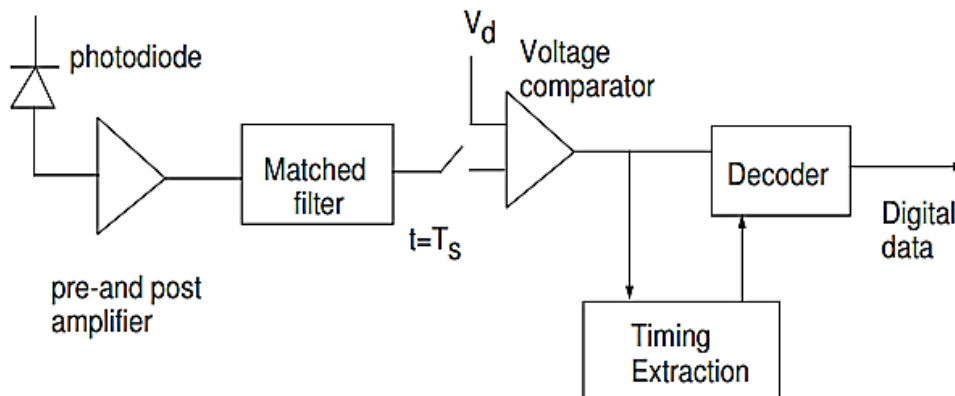 photodiode
pre-and post
amplifier
Matched
filter
t=Ts
Vd
Voltage
comparator
Decoder
Digital
data
Timing
Extraction